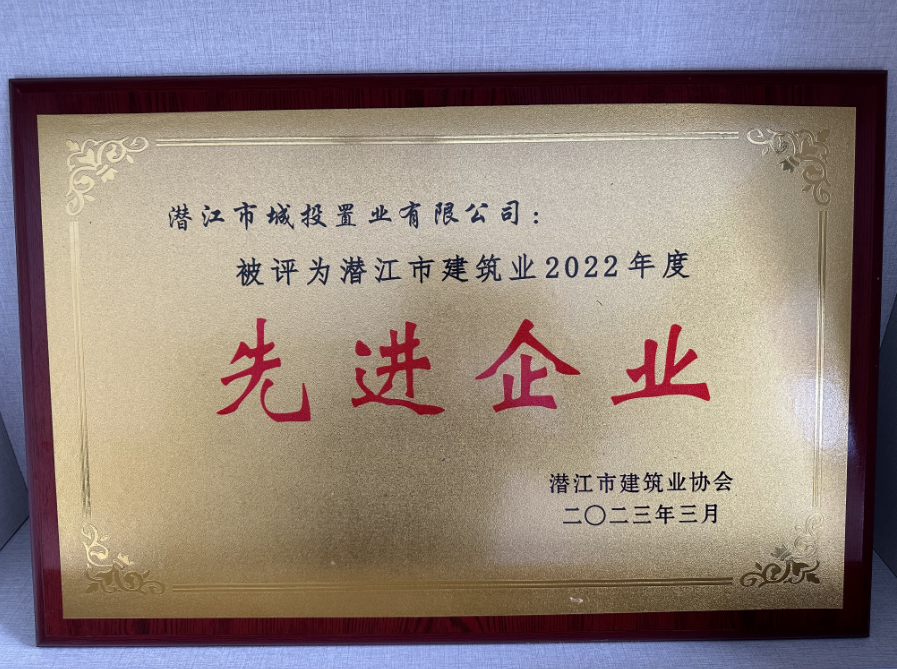 潜江市城投置业有限公司：
被评为潜江市建筑业2022年度
先进企业
潜江市建筑业协会
二〇二三年三月